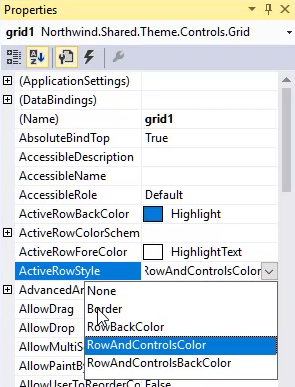 Properties
grid1 Northwind.Shared.Theme.Controls.Grid
(ApplicationSettings)
(DataBindings)
(Name) grid1
AbsoluteBindTop True
AccessibleDescription
AccessibleName
AccessibleRole Default
ActiveRowBackColor Highlight
ActiveRowColorSchem
ActiveRowForeColor HighlightText
ActiveRowStyle RowAndControlsColor
AdvancedAr
None
AllowDrag
Border
AllowDrop
RowBackColor
AllowMultiS
RowAndControlsColor
AllowPaintB
RowAndControlsBackColor
AllowUserToReorderCo False